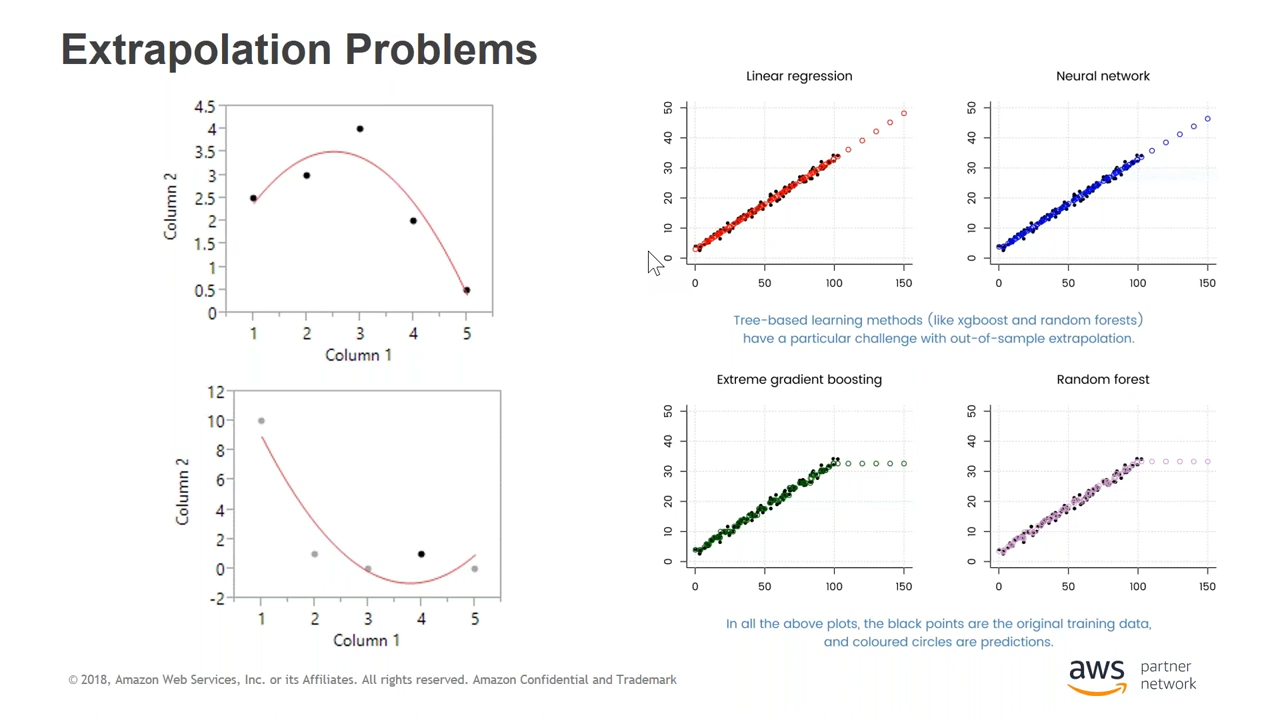 Extrapolation Problems
4.5
4
3.5
3
2.5
2
1.5
1
0.5
0
Column 2
1 2 3 4 5
Column 1
12
10
8
6
4
2
0
-2
Column 2
1 2 3 4 5
Column 1
Linear regression
50
40
30
20
10
0
0 50 100 150
Neural network
50
40
30
20
10
0
0 50 100 150
Tree-based learning methods (like xgboost and random forests)
have a particular challenge with out-of-sample extrapolation.
Extreme gradient boosting
50
40
30
20
10
0
0 50 100 150
Random forest
50
40
30
20
10
0
0 50 100 150
In all the above plots, the black points are the original training data,
and coloured circles are predictions.
© 2018, Amazon Web Services, Inc. or its Affiliates. All rights reserved. Amazon Confidential and Trademark
aws
partner
network